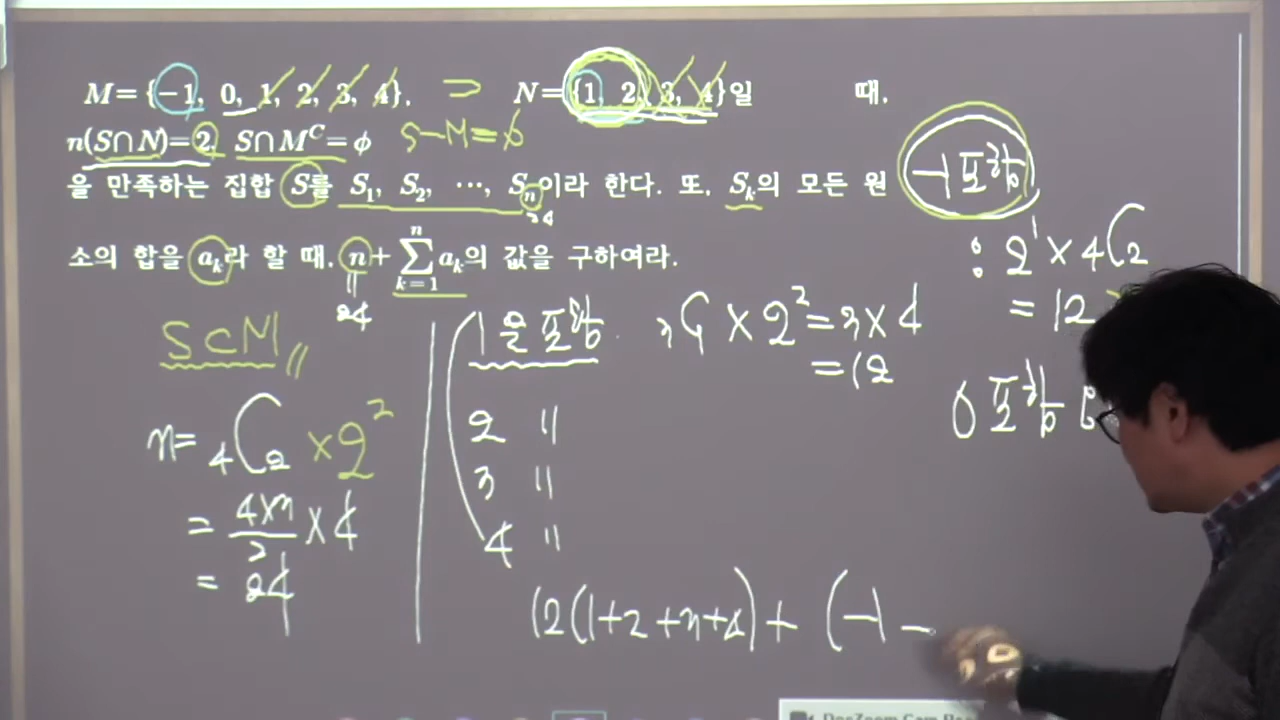 M={-1, 0, 1, 2, 3, 4}, ⊃ N={1, 2, 3, 4}일 때,
n(S∩N)=2, S∩M^C=ϕ S-M=ϕ
을 만족하는 집합 S를 S₁, S₂, ⋯, Sₙ이라 한다. 또, Sₖ의 모든 원
24
소의 합을 aₖ라 할 때, n+∑_{k=1}^{n} aₖ의 값을 구하여라.
||
24
-1 포함
: 2¹×4C2
= 12
0 포함
S⊂M
n= 4C2 ×2²
= 4×3/2 ×4
= 24
1을 포함. 3C1 ×2²=3×4
=12
2 〃
3 〃
4 〃
12(1+2+3+4)+(-1)